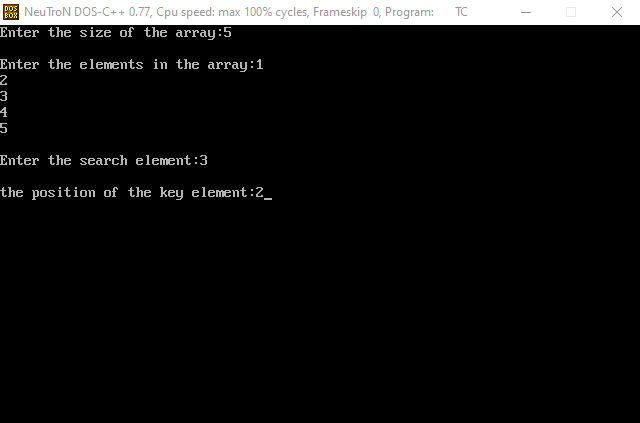 DOS
BOX
NeuTroN DOS-C++ 0.77, Cpu speed: max 100% cycles, Frameskip 0, Program: TC
Enter the size of the array:5
Enter the elements in the array:1
2
3
4
5
Enter the search element:3
the position of the key element:2_